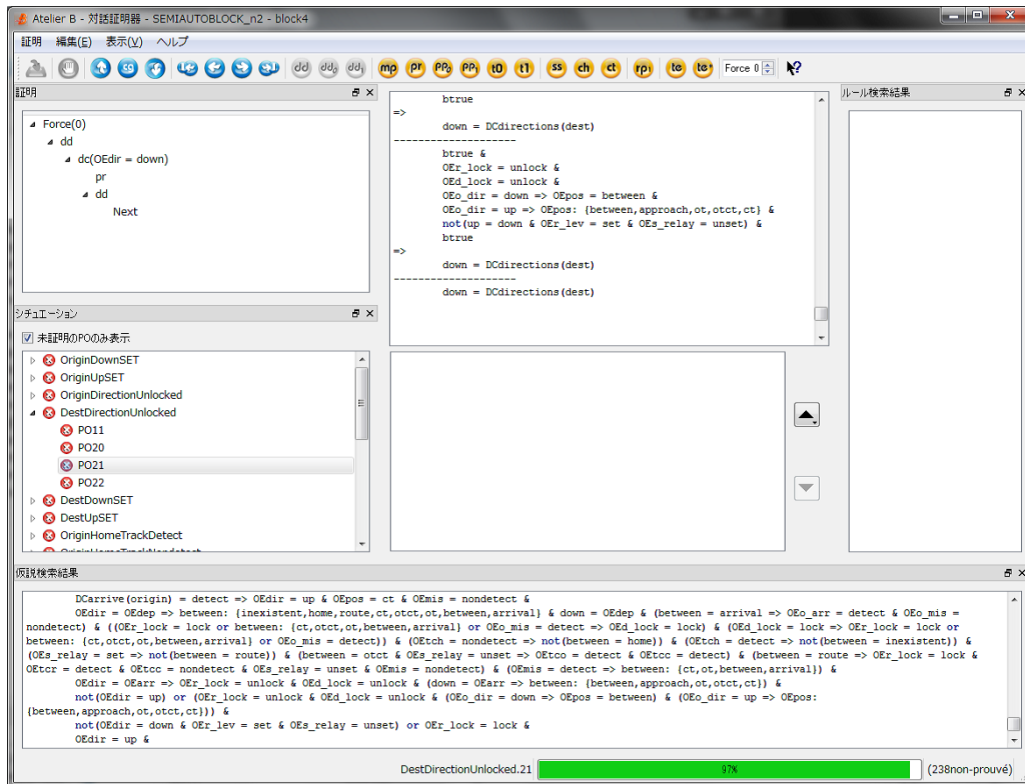 Atelier B - 対話証明器 - SEMIAUTOBLOCK_n2 - block4
証明 編集(E) 表示(V) ヘルプ
dd dd0 dd1 mp pr PP0 PP1 t0 t1 ss ch ct rp1 te te* Force 0
証明
Force(0)
dd
dc(OEdir = down)
pr
dd
Next
シチュエーション
未証明のPOのみ表示
OriginDownSET
OriginUpSET
OriginDirectionUnlocked
DestDirectionUnlocked
PO11
PO20
PO21
PO22
DestDownSET
DestUpSET
OriginHomeTrackDetect
OriginHomeTrackNondetect
btrue
=>
down = DCdirections(dest)
--------------------
btrue &
OEr_lock = unlock &
OEd_lock = unlock &
OEo_dir = down => OEpos = between &
OEo_dir = up => OEpos: {between,approach,ot,otct,ct} &
not(up = down & OEr_lev = set & OEs_relay = unset) &
btrue
=>
down = DCdirections(dest)
--------------------
down = DCdirections(dest)
ルール検索結果
仮説検索結果
DCarrive(origin) = detect => OEdir = up & OEpos = ct & OEmis = nondetect &
OEdir = OEdep => between: {inexistent,home,route,ct,otct,ot,between,arrival} & down = OEdep & (between = arrival => OEo_arr = detect & OEo_mis =
nondetect) & ((OEr_lock = lock or between: {ct,otct,ot,between,arrival} or OEo_mis = detect => OEd_lock = lock) & (OEd_lock = lock => OEr_lock = lock or
between: {ct,otct,ot,between,arrival} or OEo_mis = detect)) & (OEtch = nondetect => not(between = home)) & (OEtch = detect => not(between = inexistent)) &
(OEs_relay = set => not(between = route)) & (between = otct & OEs_relay = unset => OEtco = detect & OEtcc = detect) & (between = route => OEr_lock = lock &
OEtcr = detect & OEtcc = nondetect & OEs_relay = unset & OEmis = nondetect) & (OEmis = detect => between: {ct,ot,between,arrival}) &
OEdir = OEarr => OEr_lock = unlock & OEd_lock = unlock & (down = OEarr => between: {between,approach,ot,otct,ct}) &
not(OEdir = up) or (OEr_lock = unlock & OEd_lock = unlock & (OEo_dir = down => OEpos = between) & (OEo_dir = up => OEpos:
{between,approach,ot,otct,ct})) &
not(OEdir = down & OEr_lev = set & OEs_relay = unset) or OEr_lock = lock &
OEdir = up &
DestDirectionUnlocked.21 97% (238non-prouvé)